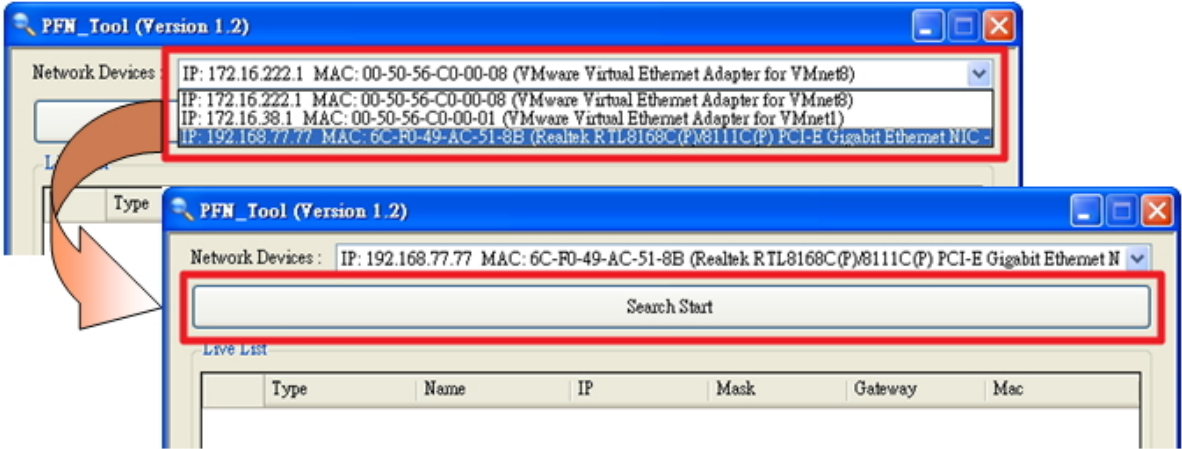 PFN_Tool (Version 1.2)
Network Devices :
IP: 172.16.222.1 MAC: 00-50-56-C0-00-08 (VMware Virtual Ethernet Adapter for VMnet8)
IP: 172.16.222.1 MAC: 00-50-56-C0-00-08 (VMware Virtual Ethernet Adapter for VMnet8)
IP: 172.16.38.1 MAC: 00-50-56-C0-00-01 (VMware Virtual Ethernet Adapter for VMnet1)
IP: 192.168.77.77 MAC: 6C-F0-49-AC-51-8B (Realtek RTL8168C(P)/8111C(P) PCI-E Gigabit Ethernet NIC -
Type
PFN_Tool (Version 1.2)
Network Devices : IP: 192.168.77.77 MAC: 6C-F0-49-AC-51-8B (Realtek RTL8168C(P)/8111C(P) PCI-E Gigabit Ethernet N
Search Start
Live List
Type Name IP Mask Gateway Mac